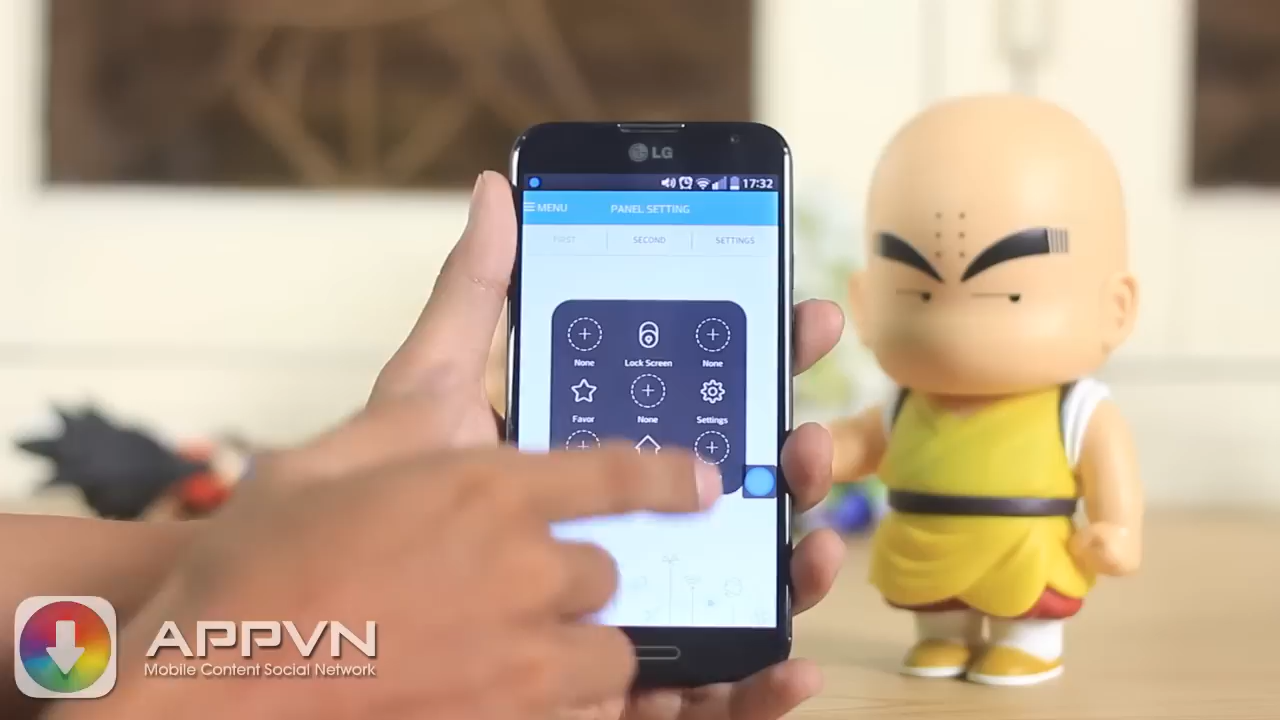 LG
17:32
MENU
PANEL SETTING
FIRST
SECOND
SETTINGS
None
Lock Screen
None
Favor
None
Settings
APPVN
Mobile Content Social Network